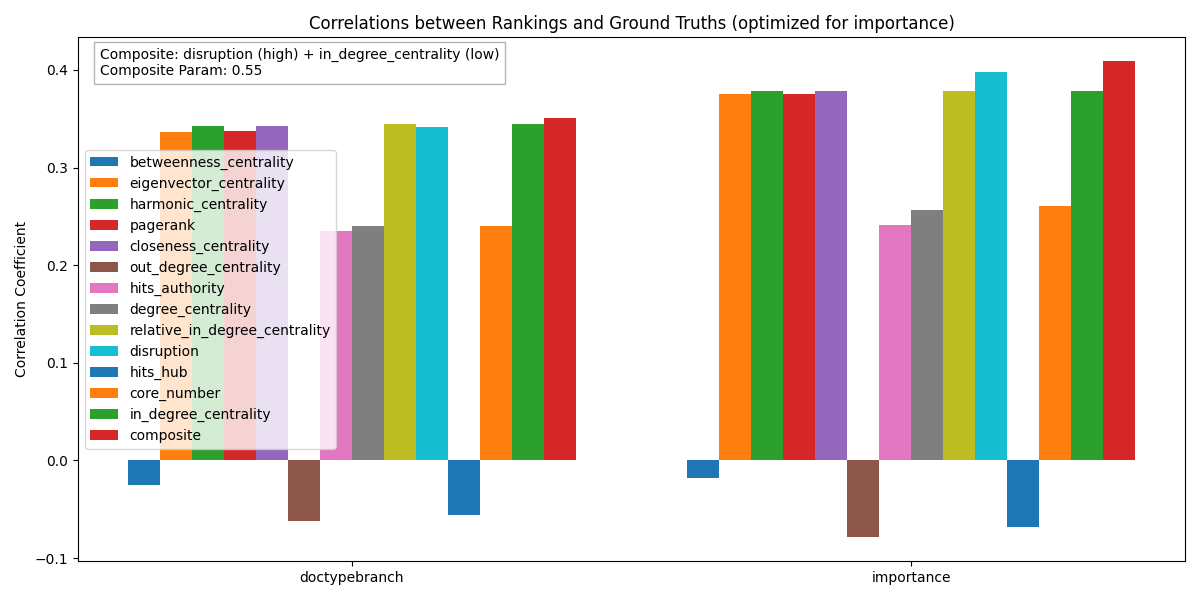 Correlations between Rankings and Ground Truths (optimized for importance)
Composite: disruption (high) + in_degree_centrality (low)
Composite Param: 0.55
Correlation Coefficient
0.4
0.3
0.2
0.1
0.0
−0.1
betweenness_centrality
eigenvector_centrality
harmonic_centrality
pagerank
closeness_centrality
out_degree_centrality
hits_authority
degree_centrality
relative_in_degree_centrality
disruption
hits_hub
core_number
in_degree_centrality
composite
doctypebranch
importance